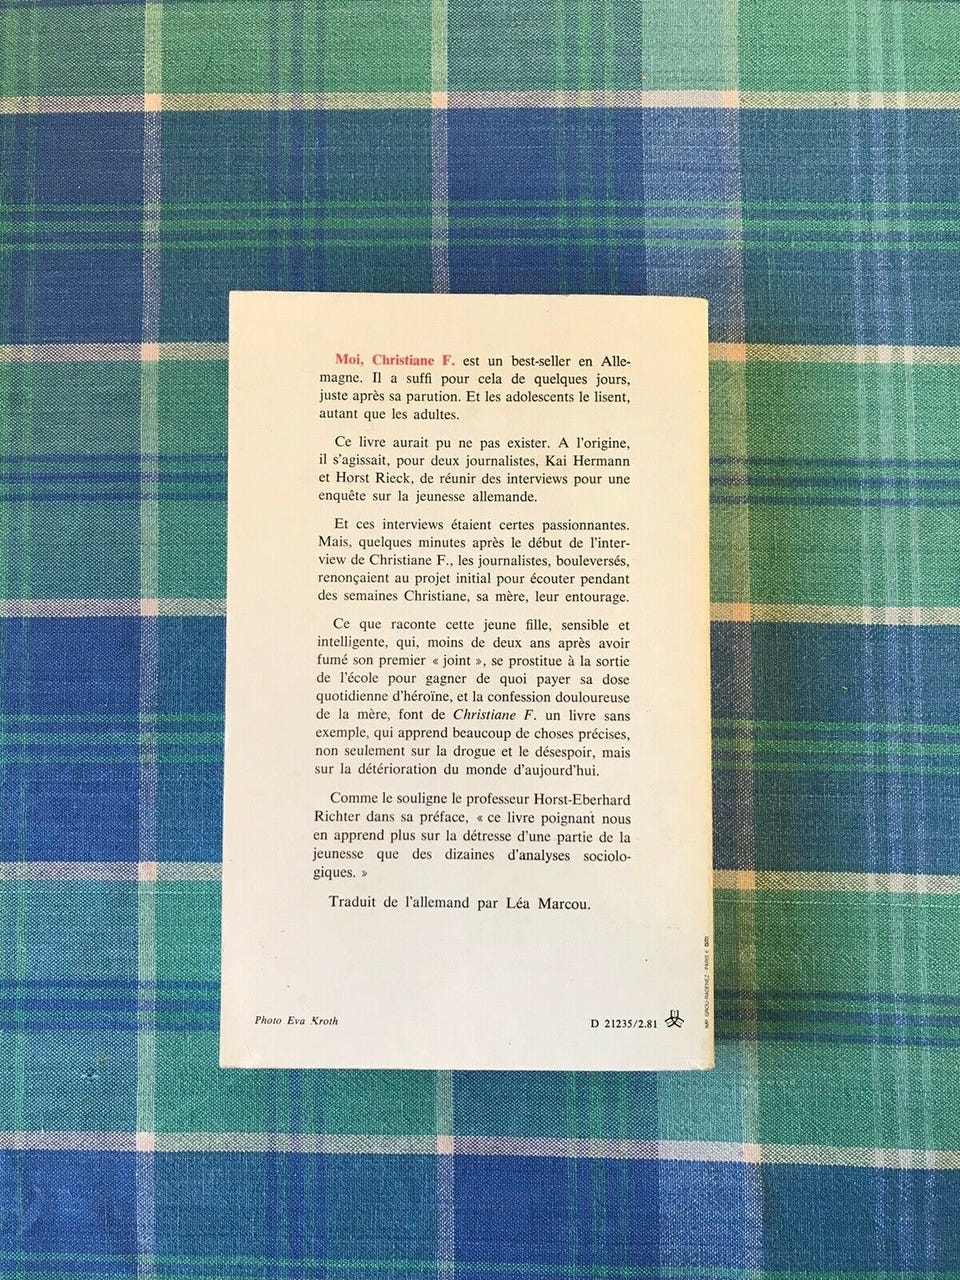 Moi, Christiane F. est un best-seller en Alle-
magne. Il a suffi pour cela de quelques jours,
juste après sa parution. Et les adolescents le lisent,
autant que les adultes.
Ce livre aurait pu ne pas exister. A l'origine,
il s'agissait, pour deux journalistes, Kai Hermann
et Horst Rieck, de réunir des interviews pour une
enquête sur la jeunesse allemande.
Et ces interviews étaient certes passionnantes.
Mais, quelques minutes après le début de l'inter-
view de Christiane F., les journalistes, bouleversés,
renonçaient au projet initial pour écouter pendant
des semaines Christiane, sa mère, leur entourage.
Ce que raconte cette jeune fille, sensible et
intelligente, qui, moins de deux ans après avoir
fumé son premier « joint », se prostitue à la sortie
de l'école pour gagner de quoi payer sa dose
quotidienne d'héroïne, et la confession douloureuse
de la mère, font de Christiane F. un livre sans
exemple, qui apprend beaucoup de choses précises,
non seulement sur la drogue et le désespoir, mais
sur la détérioration du monde d'aujourd'hui.
Comme le souligne le professeur Horst-Eberhard
Richter dans sa préface, « ce livre poignant nous
en apprend plus sur la détresse d'une partie de la
jeunesse que des dizaines d'analyses sociolo-
giques. »
Traduit de l'allemand par Léa Marcou.
Photo Eva Kroth
D 21235/2.81
IMP. GROU-RADENEZ - PARIS 6